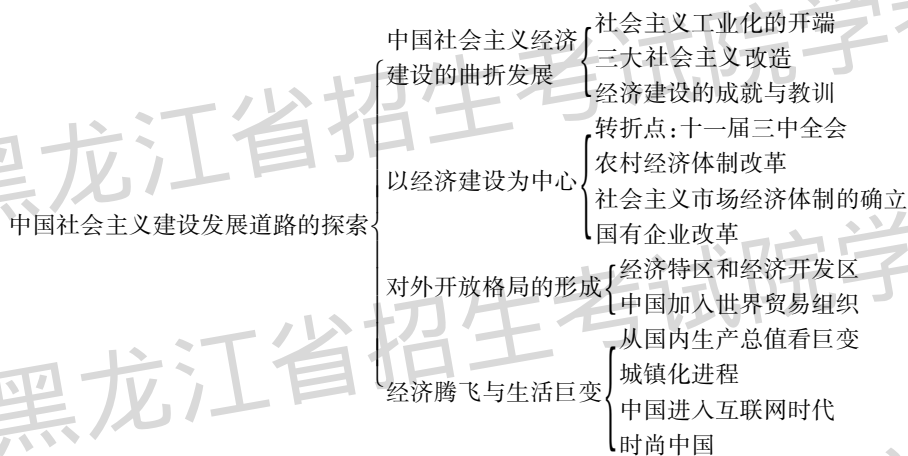 中国社会主义建设发展道路的探索
中国社会主义经济
建设的曲折发展
社会主义工业化的开端
三大社会主义改造
经济建设的成就与教训
以经济建设为中心
转折点:十一届三中全会
农村经济体制改革
社会主义市场经济体制的确立
国有企业改革
对外开放格局的形成
经济特区和经济开发区
中国加入世界贸易组织
经济腾飞与生活巨变
从国内生产总值看巨变
城镇化进程
中国进入互联网时代
时尚中国
黑龙江省招生考试院学
黑龙江省招生考试院学